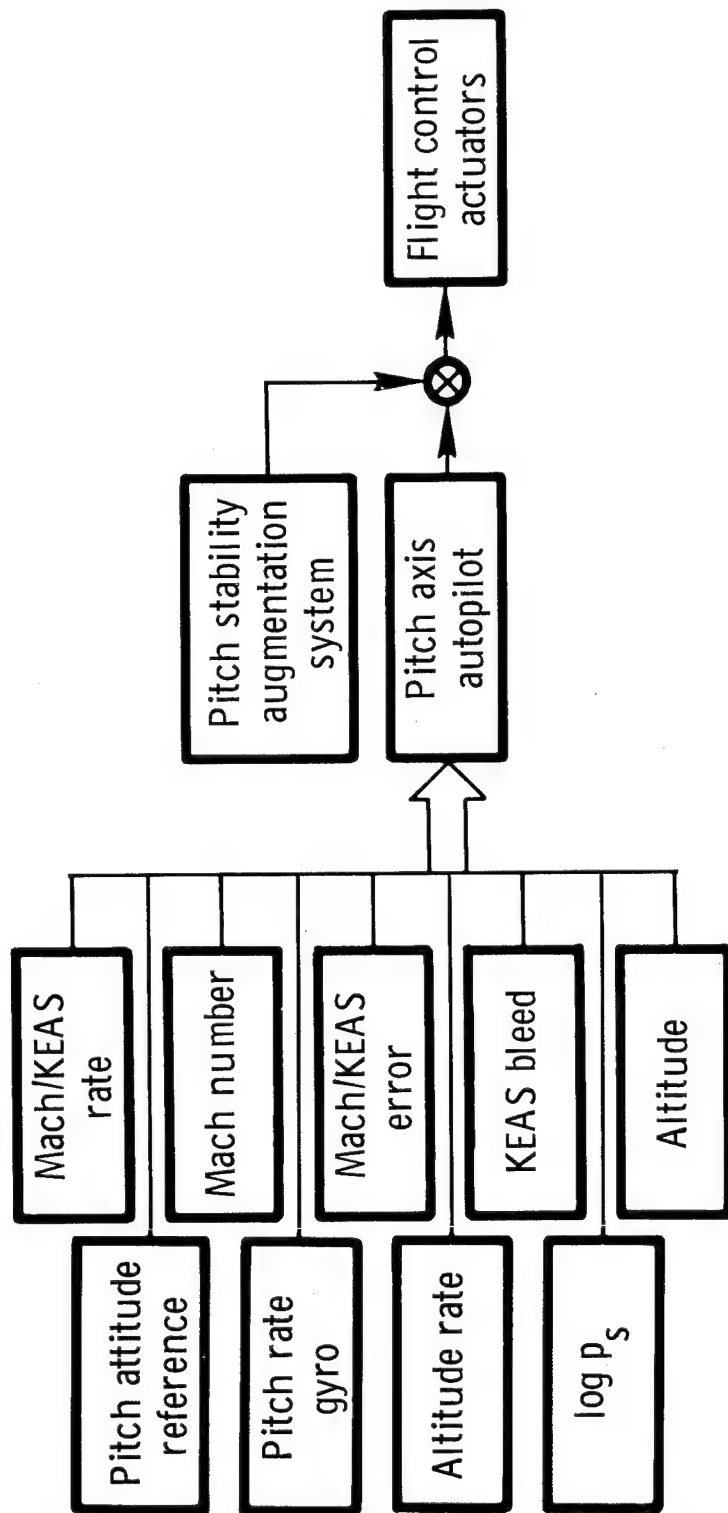 Pitch attitude
reference
Pitch rate
gyro
Altitude rate
log pₛ
Mach/KEAS
rate
Mach number
Mach/KEAS
error
KEAS bleed
Altitude
Pitch stability
augmentation
system
Pitch axis
autopilot
Flight control
actuators